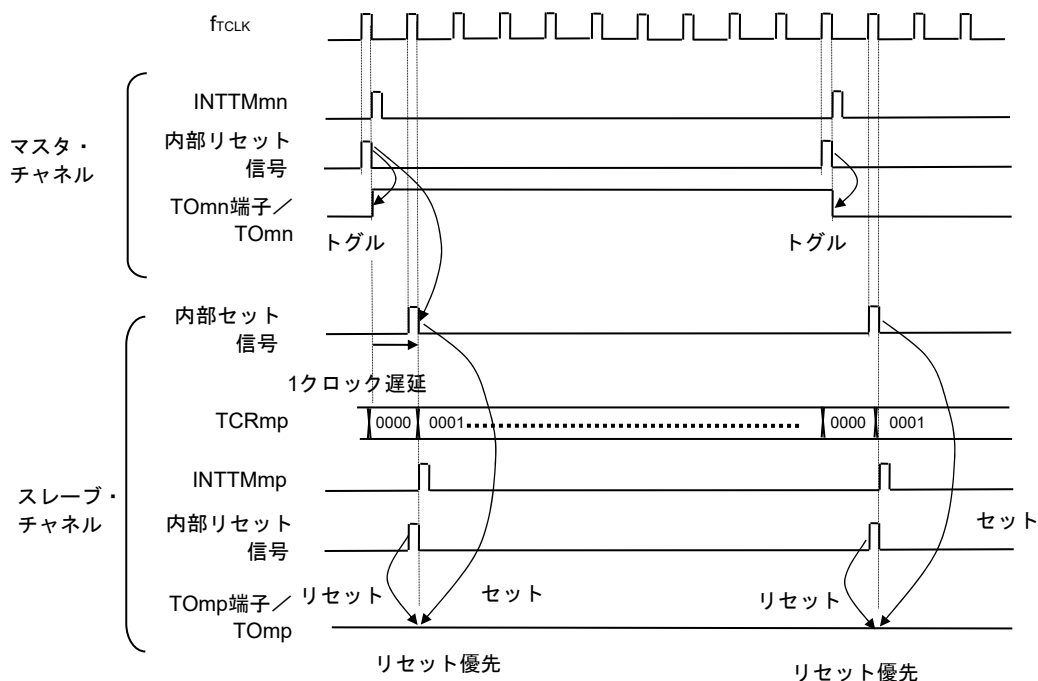 fTCLK
INTTMmn
マスタ・
チャネル
内部リセット
信号
TOmn端子／
TOmn
トグル
トグル
内部セット
信号
1クロック遅延
TCRmp
0000
0001
0000
0001
スレーブ・
チャネル
INTTMmp
内部リセット
信号
セット
TOmp端子／
TOmp
リセット
セット
リセット
リセット優先
リセット優先